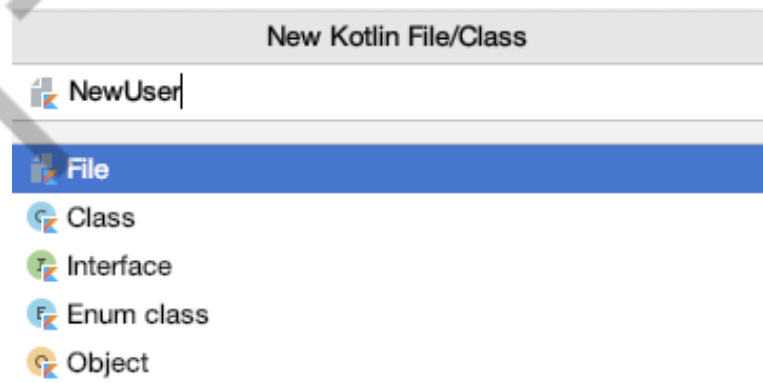 New Kotlin File/Class
NewUser
File
Class
Interface
Enum class
Object